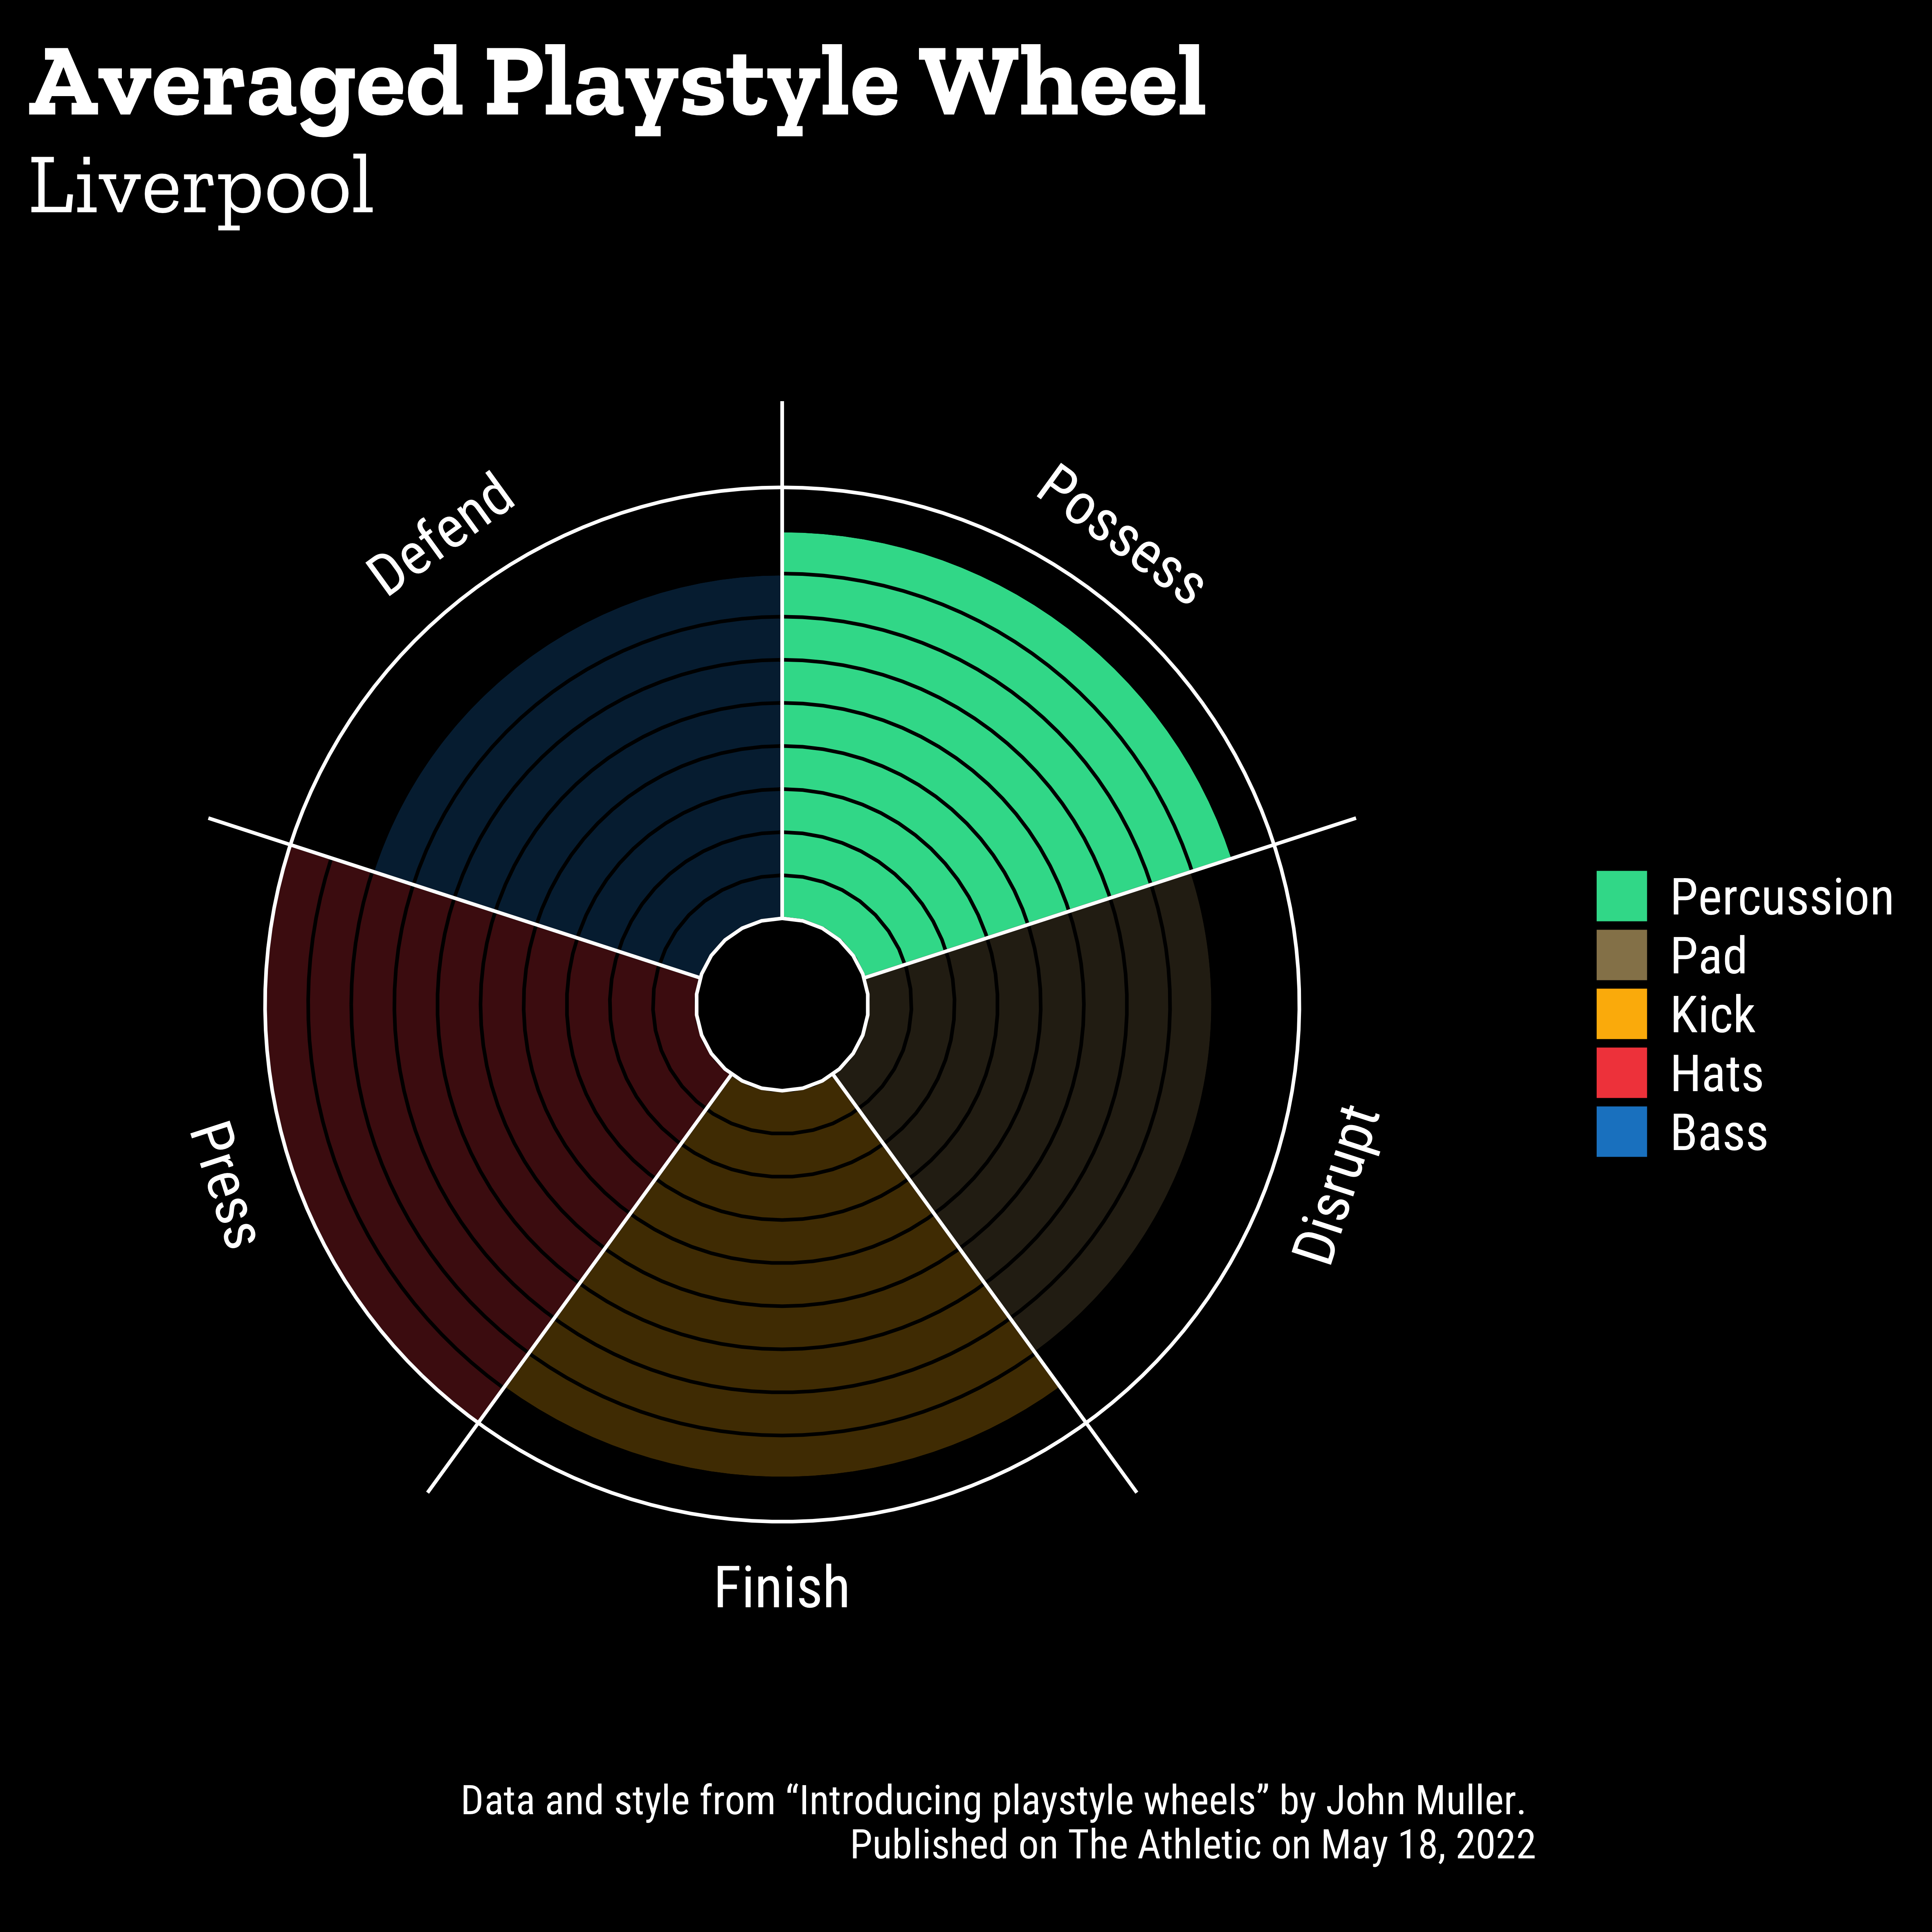 Averaged Playstyle Wheel
Liverpool
Defend
Possess
Press
Disrupt
Finish
Percussion
Pad
Kick
Hats
Bass
Data and style from “Introducing playstyle wheels” by John Muller.
Published on The Athletic on May 18, 2022